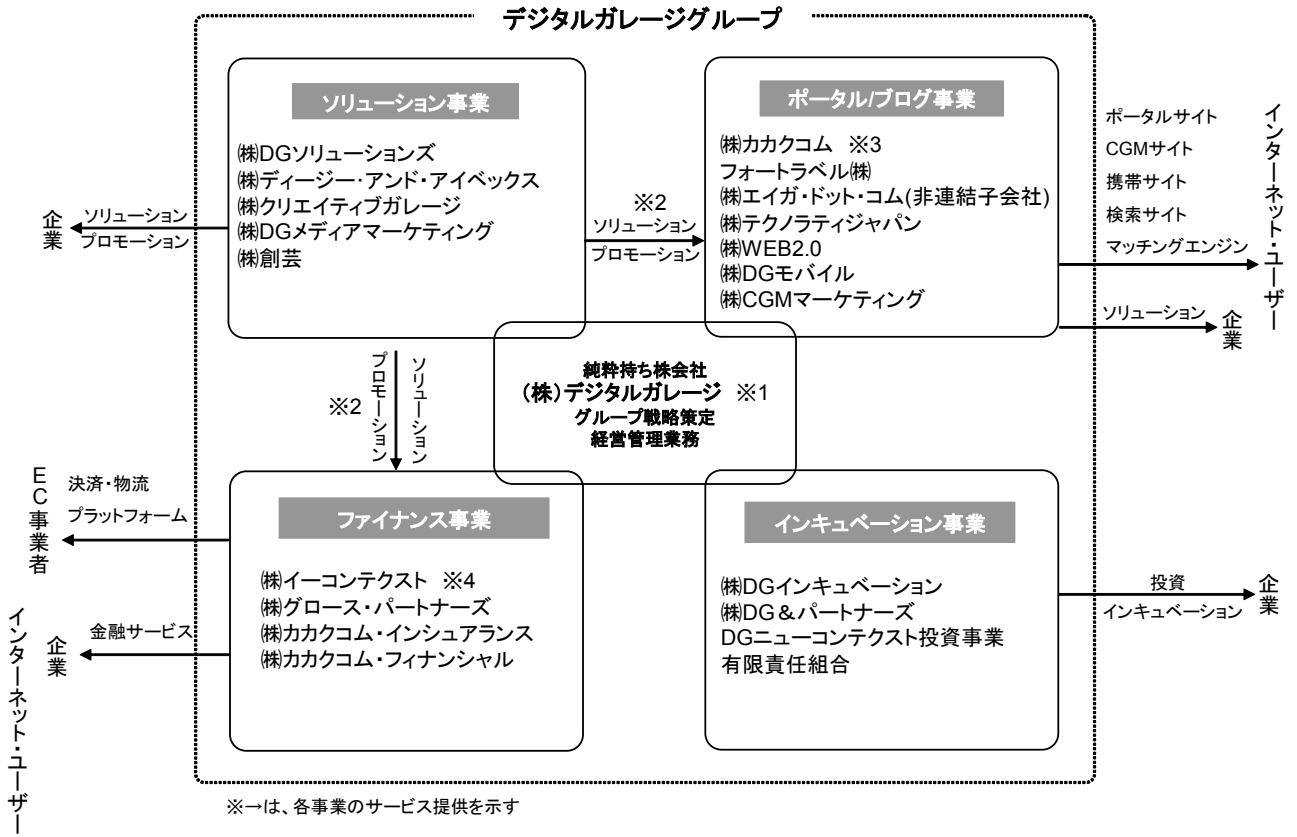 デジタルガレージグループ
ソリューション事業
㈱DGソリューションズ
㈱ディージー・アンド・アイベックス
㈱クリエイティブガレージ
㈱DGメディアマーケティング
㈱創芸
企業
ソリューション
プロモーション
※2
ソリューション
プロモーション
ポータル/ブログ事業
㈱カカクコム ※3
フォートラベル㈱
㈱エイガ・ドット・コム(非連結子会社)
㈱テクノラティジャパン
㈱WEB2.0
㈱DGモバイル
㈱CGMマーケティング
ポータルサイト
CGMサイト
携帯サイト
検索サイト
マッチングエンジン
インターネット・ユーザー
ソリューション
企業
純粋持ち株会社
(株)デジタルガレージ ※1
グループ戦略策定
経営管理業務
ソリューション
プロモーション
※2
ファイナンス事業
㈱イーコンテクスト ※4
㈱グロース・パートナーズ
㈱カカクコム・インシュアランス
㈱カカクコム・フィナンシャル
EC事業者
決済・物流
プラットフォーム
金融サービス
企業
インターネット・ユーザー
インキュベーション事業
㈱DGインキュベーション
㈱DG&パートナーズ
DGニューコンテクスト投資事業
有限責任組合
投資
インキュベーション
企業
※→は、各事業のサービス提供を示す